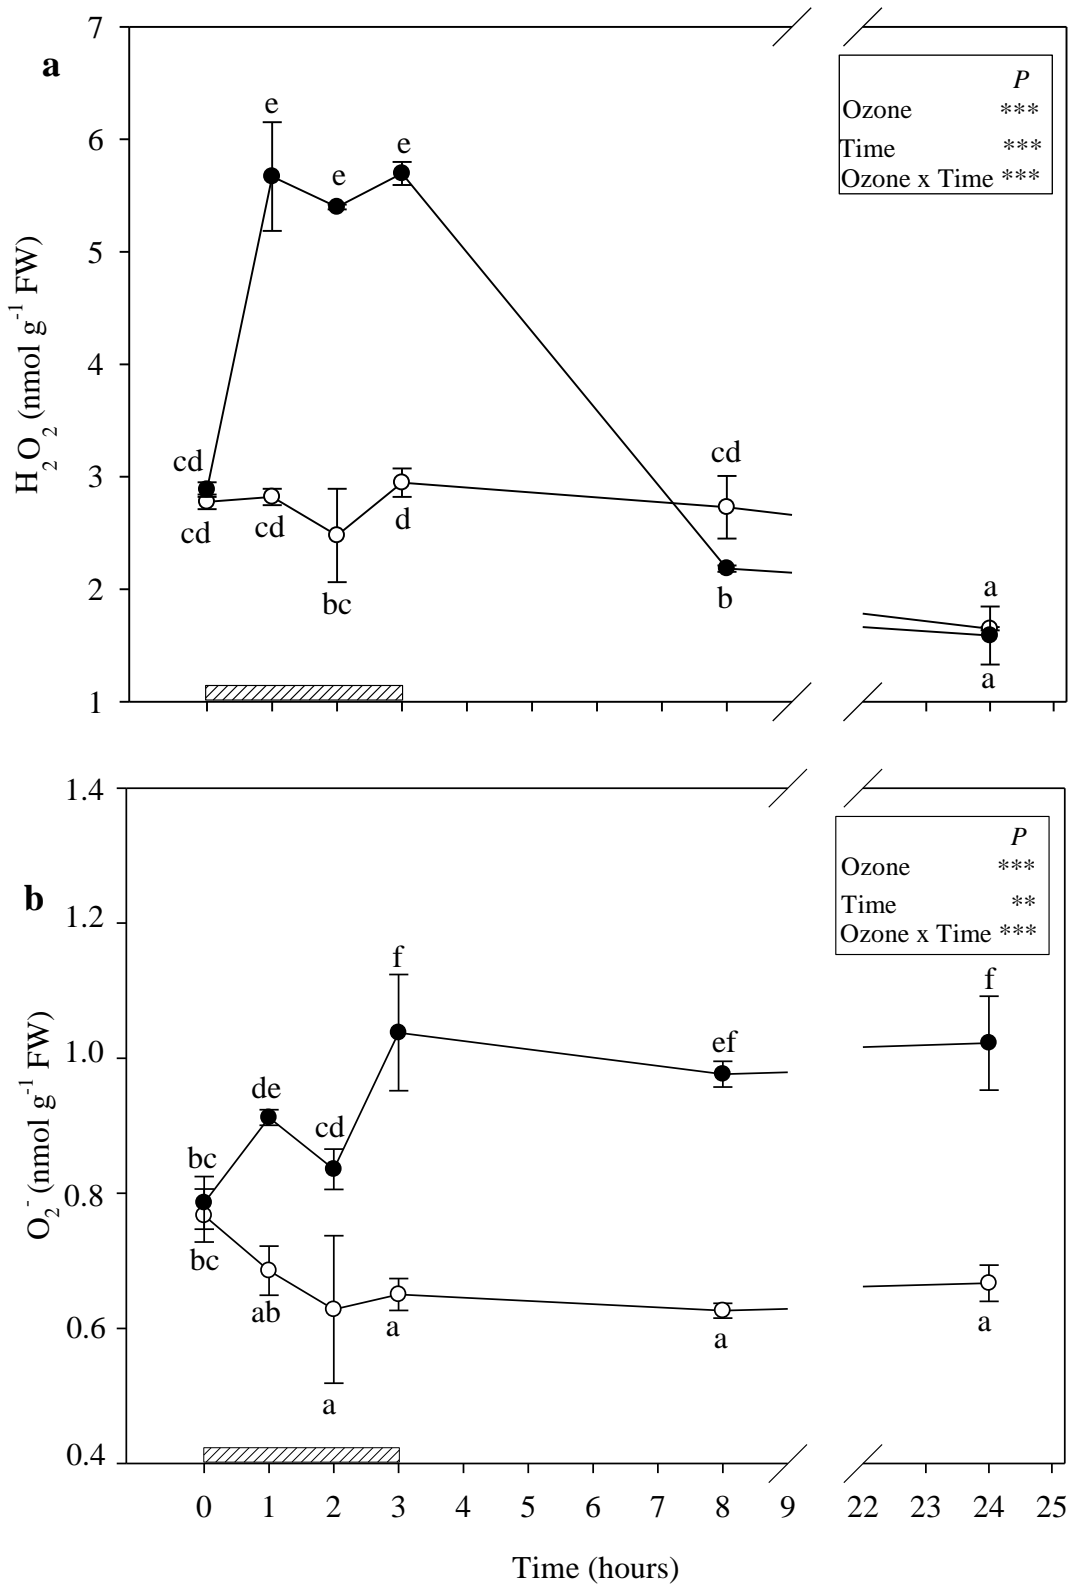 7
a
P
e
Ozone ***
6
e
Time ***
e
Ozone x Time ***
5
H2O2 (nmol g-1 FW)
4
cd
cd
3
cd
cd
d
a
2
bc
b
a
1
1.4
P
Ozone ***
b
Time **
1.2
Ozone x Time ***
f
f
1.0
ef
O2- (nmol g-1 FW)
de
cd
bc
0.8
bc
ab
a
a
a
0.6
a
0.4
0 1 2 3 4 5 6 7 8 9 22 23 24 25
Time (hours)